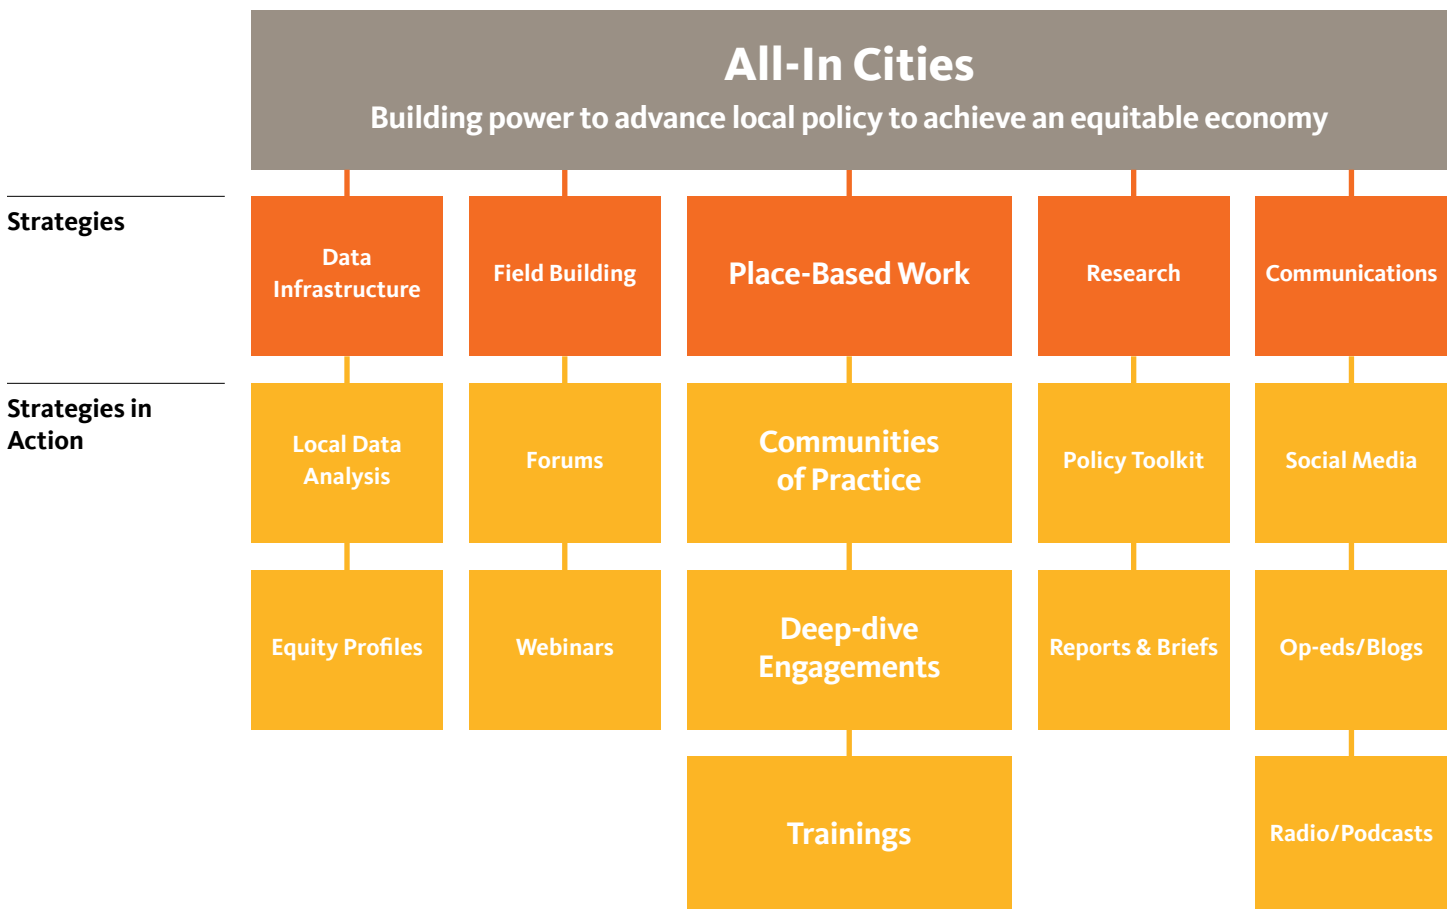 All-In Cities
Building power to advance local policy to achieve an equitable economy
Strategies
Data
Infrastructure
Field Building
Place-Based Work
Research
Communications
Strategies in
Action
Local Data
Analysis
Forums
Communities
of Practice
Policy Toolkit
Social Media
Equity Profiles
Webinars
Deep-dive
Engagements
Reports & Briefs
Op-eds/Blogs
Trainings
Radio/Podcasts